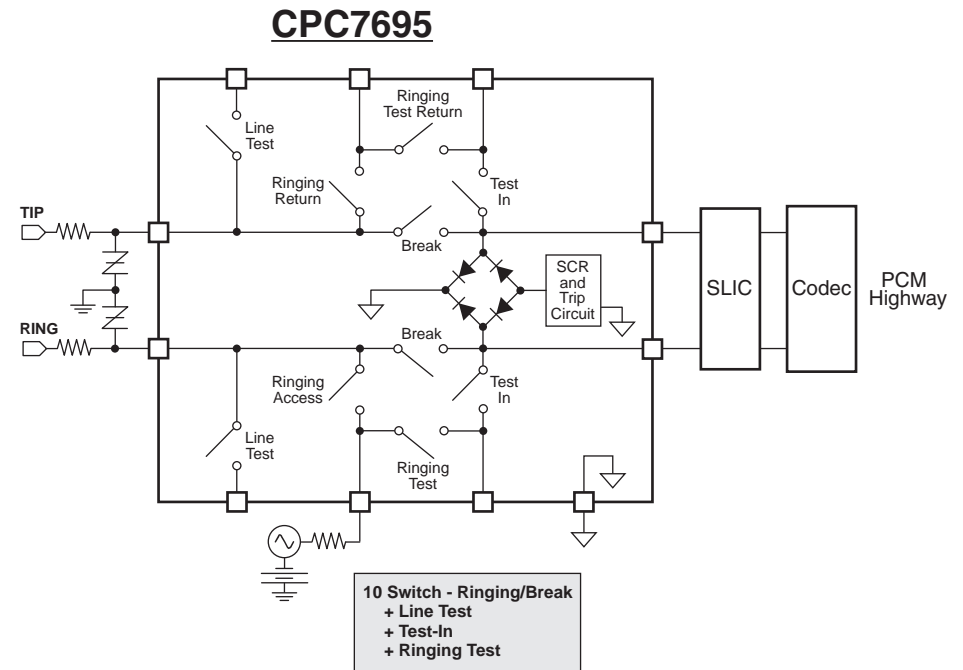 CPC7695
Ringing
Test Return
Line
Test
Ringing
Return
Test
In
TIP
Break
SCR
and
Trip
Circuit
SLIC
Codec
PCM
Highway
RING
Break
Ringing
Access
Test
In
Line
Test
Ringing
Test
10 Switch - Ringing/Break
+ Line Test
+ Test-In
+ Ringing Test